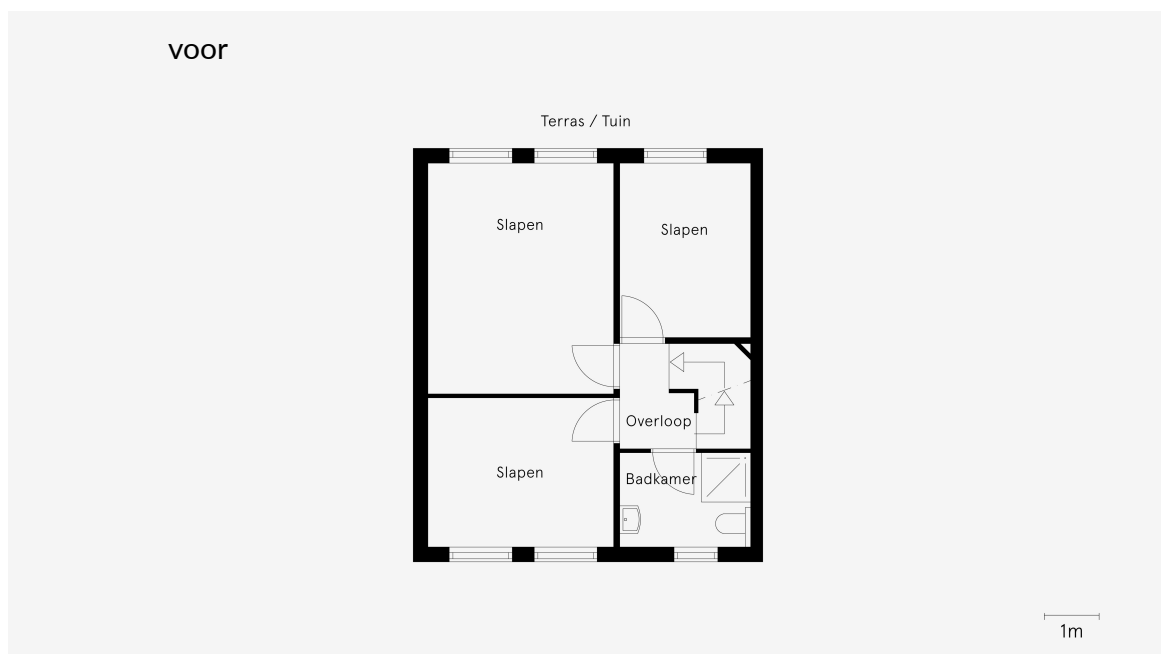 voor
Terras / Tuin
Slapen
Slapen
Overloop
Slapen
Badkamer
1m